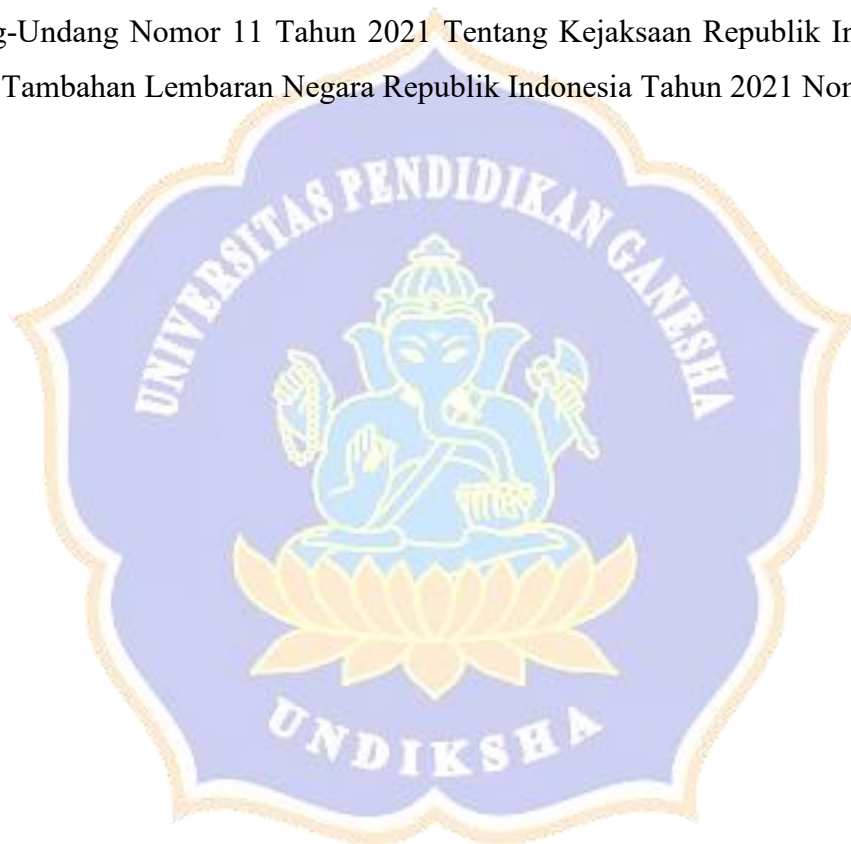 g-Undang Nomor 11 Tahun 2021 Tentang Kejaksaan Republik In
Tambahan Lembaran Negara Republik Indonesia Tahun 2021 Non
UNIVERSITAS PENDIDIKAN GANESHA
UNDIKSHA